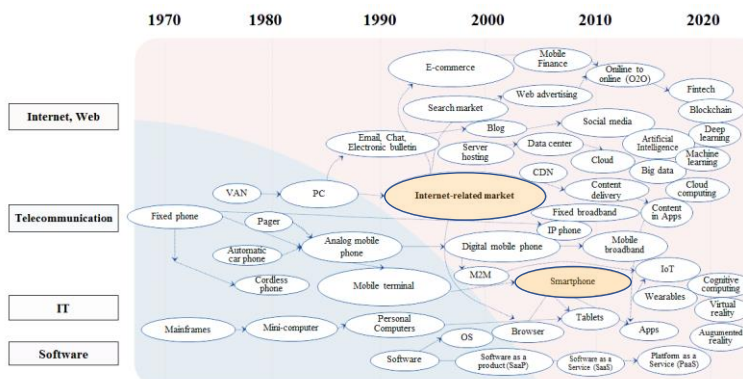 1970 1980 1990 2000 2010 2020
Internet, Web
Telecommunication
IT
Software
E-commerce
Mobile
Finance
Onliine to
online (O2O)
Web advertising
Search market
Fintech
Blockchain
Email, Chat,
Electronic bulletin
Blog
Social media
Deep
learning
Server
hosting
Data center
Artificial
Intelligence
Cloud
Machine
learning
Big data
CDN
VAN
PC
Internet-related market
Content
delivery
Cloud
computing
Fixed phone
Pager
Fixed broadband
Content
in Apps
IP phone
Automatic
car phone
Analog mobile
phone
Digital mobile phone
Mobile
broadband
Cordless
phone
Mobile terminal
M2M
Smartphone
IoT
Cognitive
computing
Wearables
Virtual
reality
Mainframes
Mini-computer
Personal
Computers
OS
Browser
Tablets
Apps
Augmented
reality
Software
Software as a
product (SaaP)
Software as a
Service (SaaS)
Platform as a
Service (PaaS)